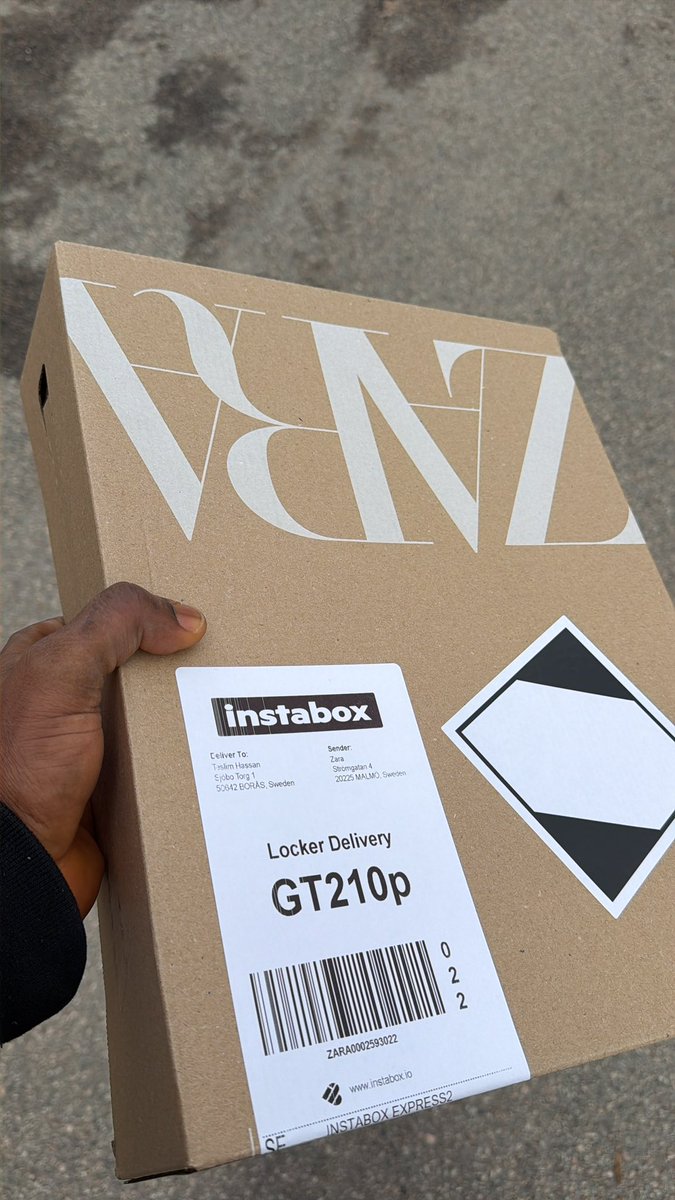 ZARA
instabox
Deliver To:
Taslim Hassan
Sjöbo Torg 1
50642 BORÅS, Sweden
Sender:
Zara
Strömgatan 4
20225 MALMÖ, Sweden
Locker Delivery
GT210p
022
ZARA0002593022
www.instabox.io
INSTABOX EXPRESS2
SE